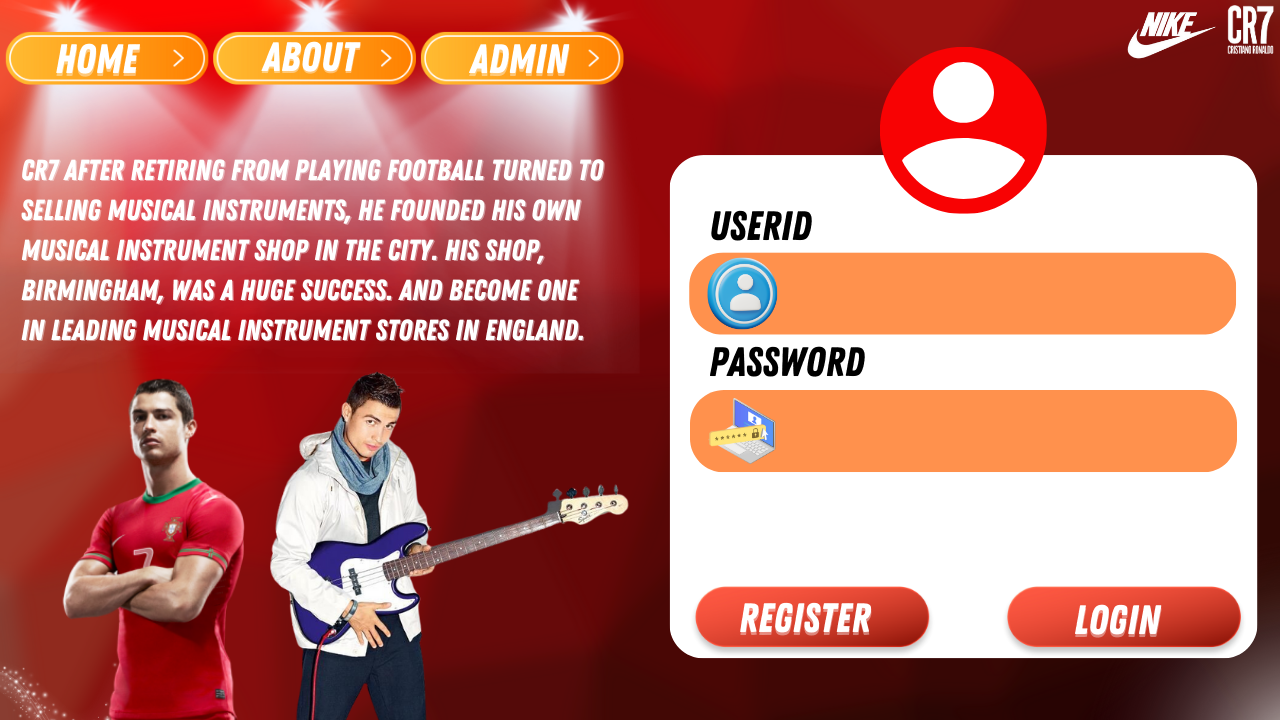 HOME
ABOUT
ADMIN
NIKE
CR7
CRISTIANO RONALDO
CR7 AFTER RETIRING FROM PLAYING FOOTBALL TURNED TO
SELLING MUSICAL INSTRUMENTS, HE FOUNDED HIS OWN
MUSICAL INSTRUMENT SHOP IN THE CITY. HIS SHOP,
BIRMINGHAM, WAS A HUGE SUCCESS. AND BECOME ONE
IN LEADING MUSICAL INSTRUMENT STORES IN ENGLAND.
USERID
PASSWORD
7
REGISTER
LOGIN